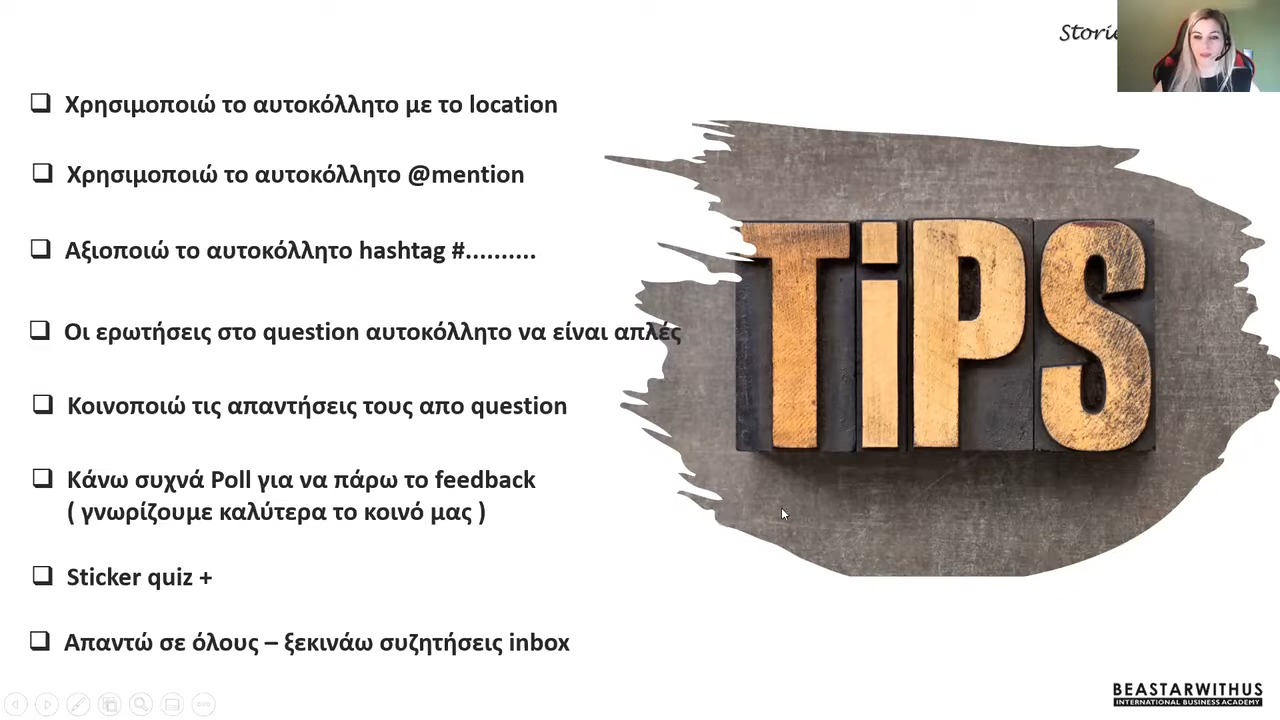 Χρησιμοποιώ το αυτοκόλλητο με το location
Χρησιμοποιώ το αυτοκόλλητο @mention
Αξιοποιώ το αυτοκόλλητο hashtag #..........
Οι ερωτήσεις στο question αυτοκόλλητο να είναι απλές
Κοινοποιώ τις απαντήσεις τους απο question
Κάνω συχνά Poll για να πάρω το feedback
( γνωρίζουμε καλύτερα το κοινό μας )
Sticker quiz +
Απαντώ σε όλους – ξεκινάω συζητήσεις inbox
TiPS
BEASTARWITHUS
INTERNATIONAL BUSINESS ACADEMY